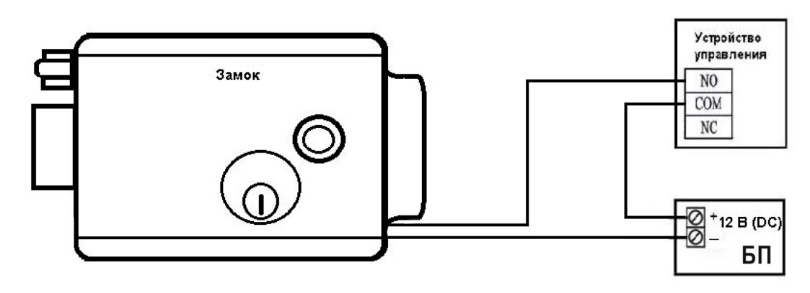 Замок
Устройство
управления
NO
COM
NC
+ 12 В (DC)
–
БП